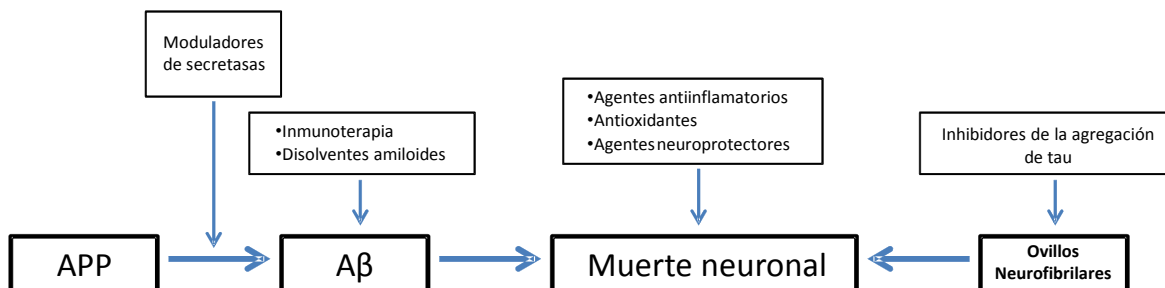 Moduladores
de secretasas
•Inmunoterapia
•Disolventes amiloides
•Agentes antiinflamatorios
•Antioxidantes
•Agentes neuroprotectores
Inhibidores de la agregación
de tau
APP
Aβ
Muerte neuronal
Ovillos
Neurofibrilares